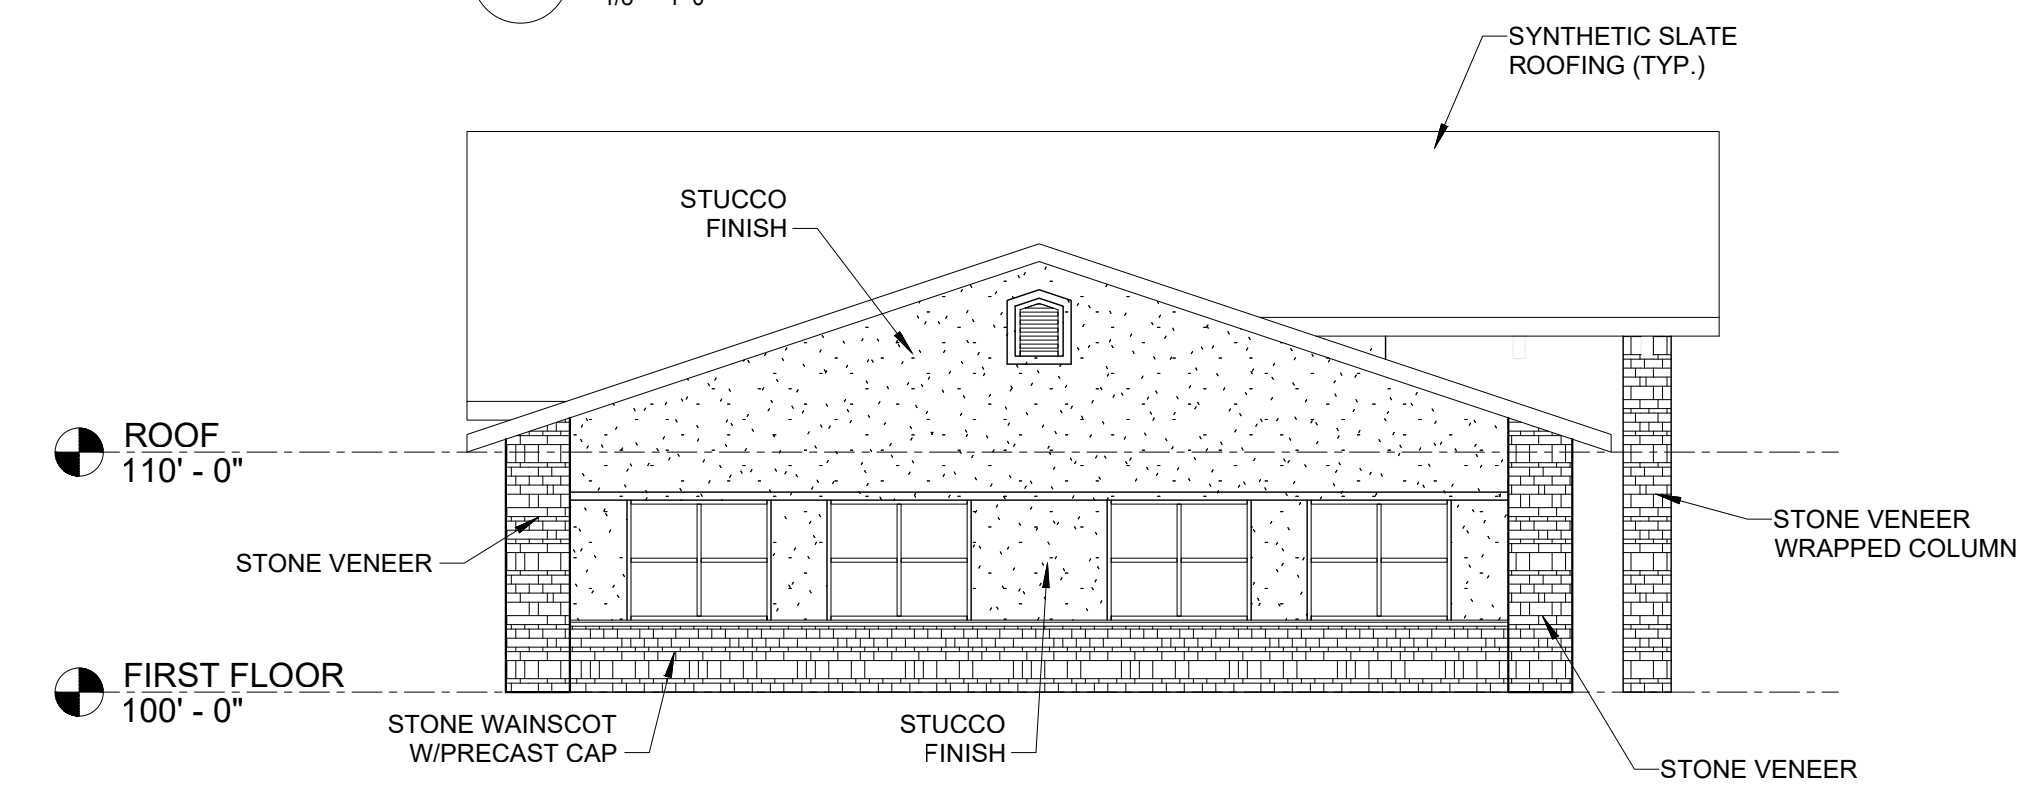 SYNTHETIC SLATE
ROOFING (TYP.)
STUCCO
FINISH
ROOF
110' - 0"
STONE VENEER
STONE VENEER
WRAPPED COLUMN
FIRST FLOOR
100' - 0"
STONE WAINSCOT
W/PRECAST CAP
STUCCO
FINISH
STONE VENEER